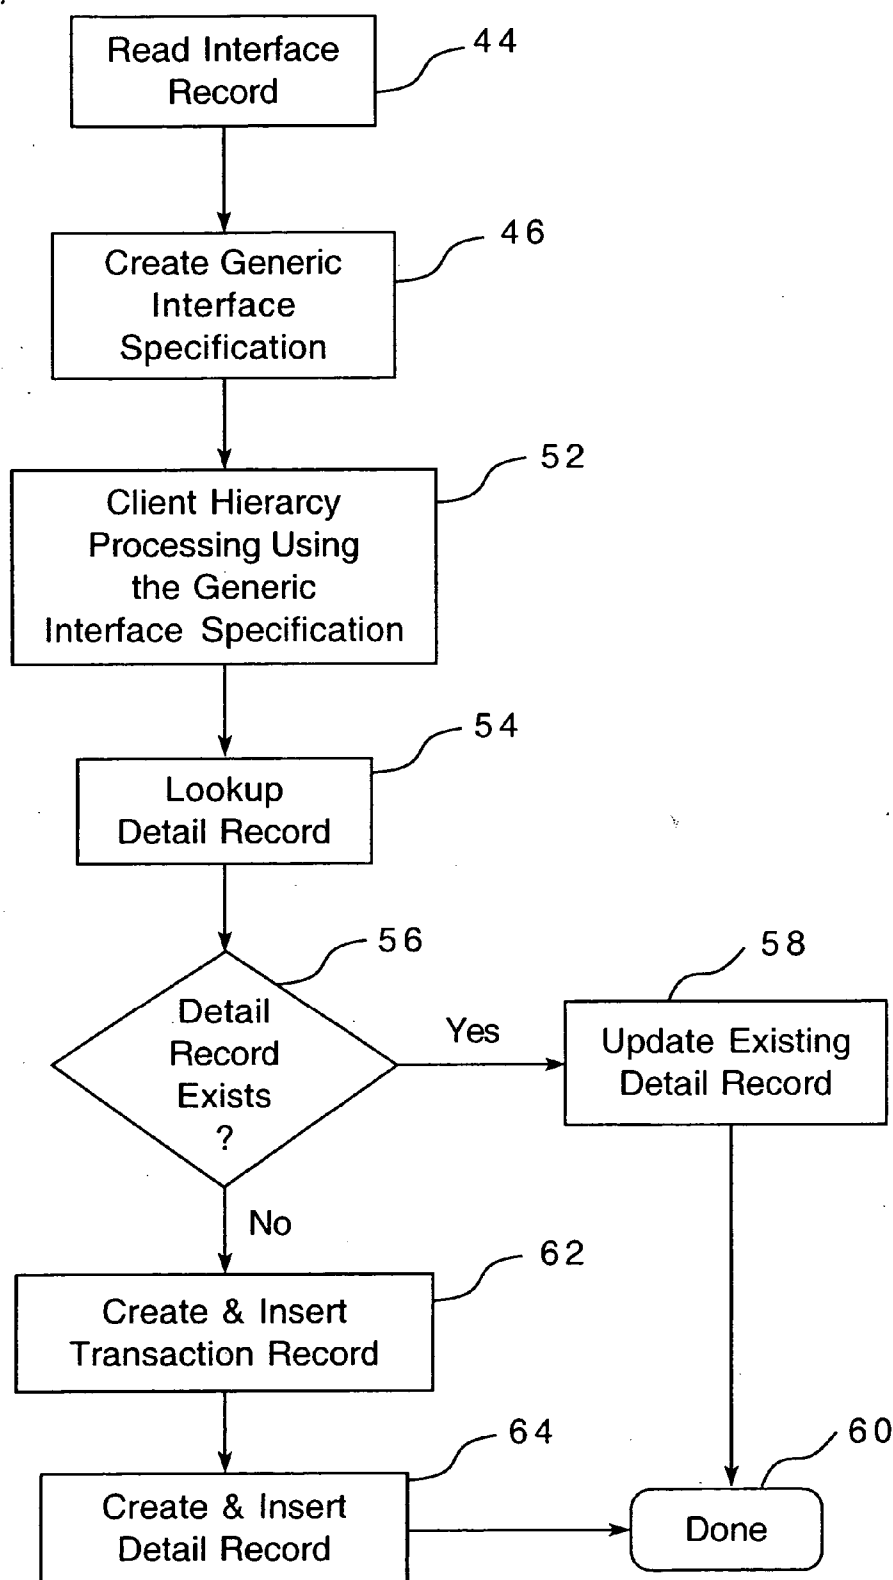 Read Interface
Record
44
Create Generic
Interface
Specification
46
Client Hierarcy
Processing Using
the Generic
Interface Specification
52
Lookup
Detail Record
54
Detail
Record
Exists
?
56
Yes
Update Existing
Detail Record
58
No
Create & Insert
Transaction Record
62
Create & Insert
Detail Record
64
Done
60